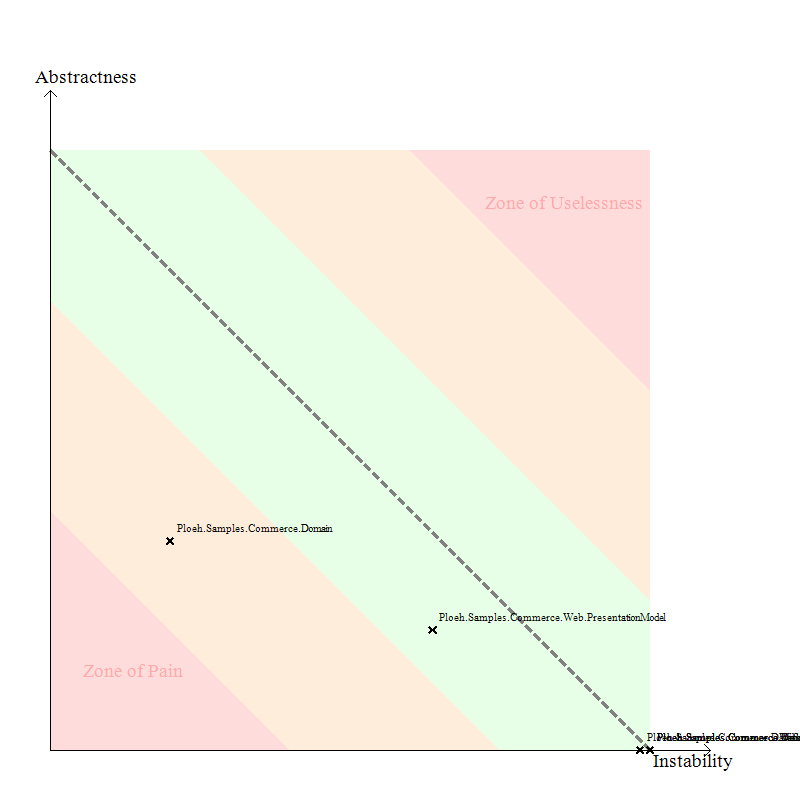 Abstractness
Zone of Uselessness
Ploeh.Samples.Commerce.Domain
Ploeh.Samples.Commerce.Web.PresentationModel
Zone of Pain
Instability